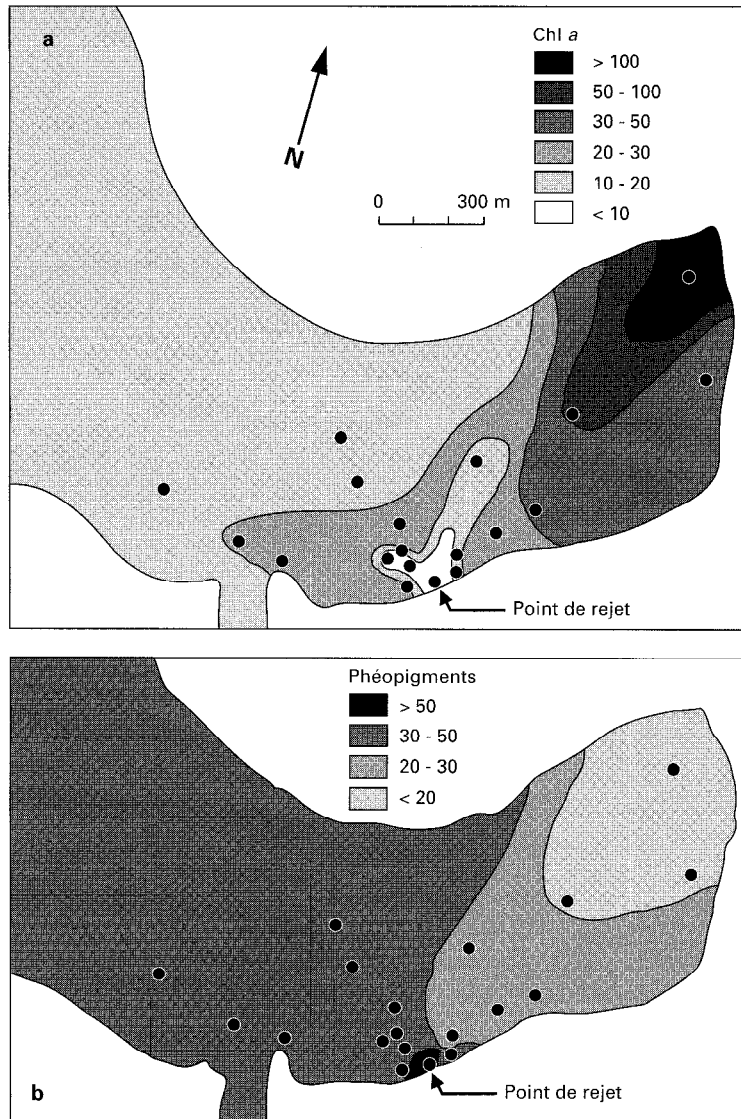 a
Chl a
> 100
50 - 100
30 - 50
20 - 30
10 - 20
< 10
N
0 300 m
Point de rejet
Phéopigments
> 50
30 - 50
20 - 30
< 20
Point de rejet
b